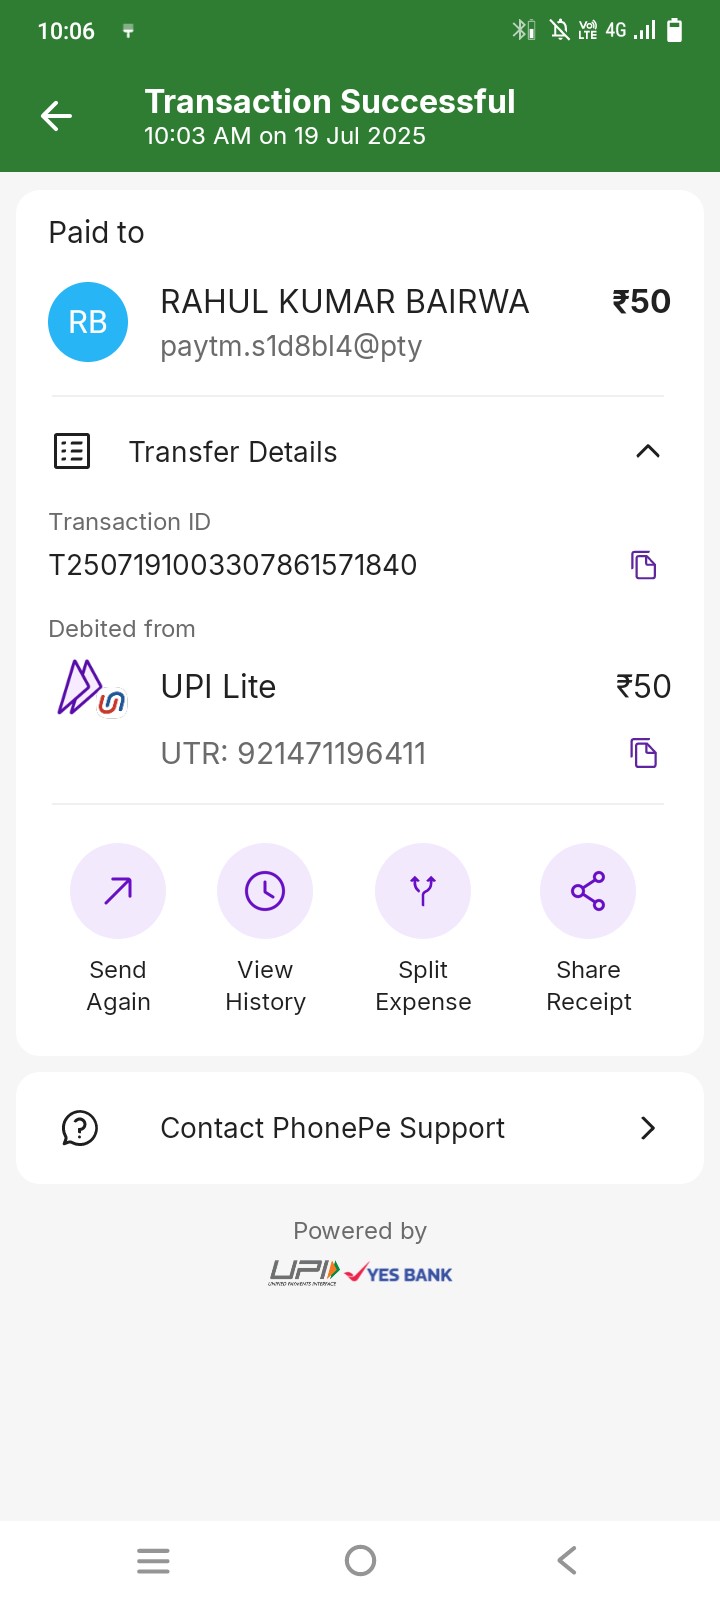 10:06
Vo)) LTE 4G
Transaction Successful
10:03 AM on 19 Jul 2025
Paid to
RB
RAHUL KUMAR BAIRWA ₹50
paytm.s1d8bl4@pty
Transfer Details
Transaction ID
T2507191003307861571840
Debited from
UPI Lite ₹50
UTR: 921471196411
Send Again
View History
Split Expense
Share Receipt
Contact PhonePe Support
Powered by
UPI YES BANK
UNIFIED PAYMENTS INTERFACE